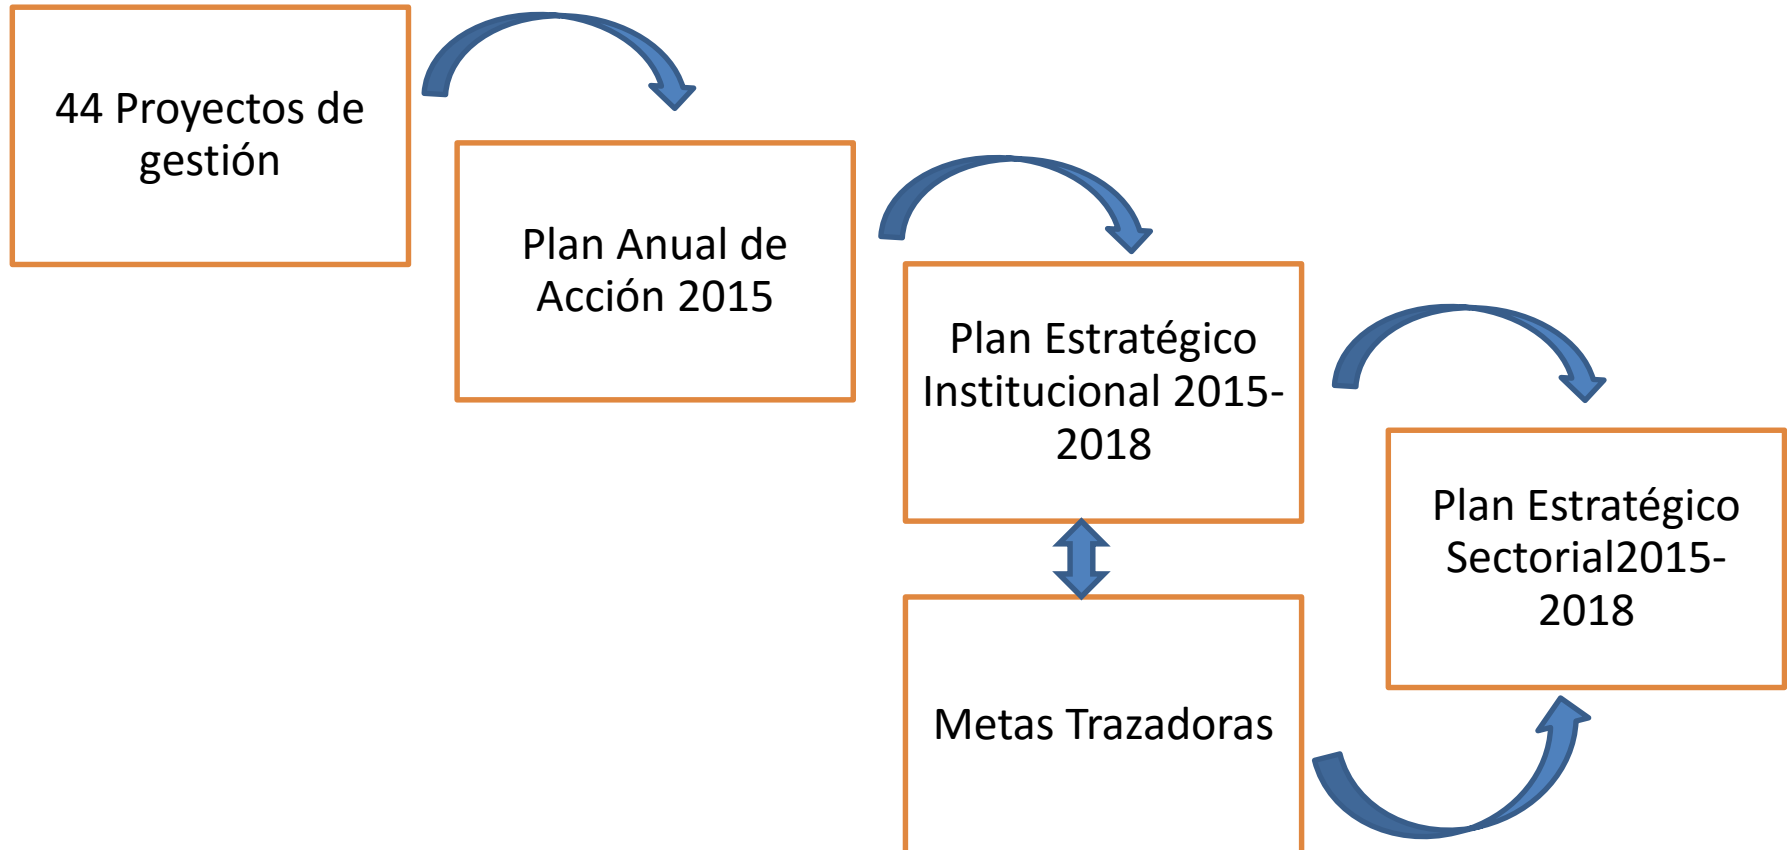 44 Proyectos de
gestión
Plan Anual de
Acción 2015
Plan Estratégico
Institucional 2015-
2018
Plan Estratégico
Sectorial2015-
2018
Metas Trazadoras